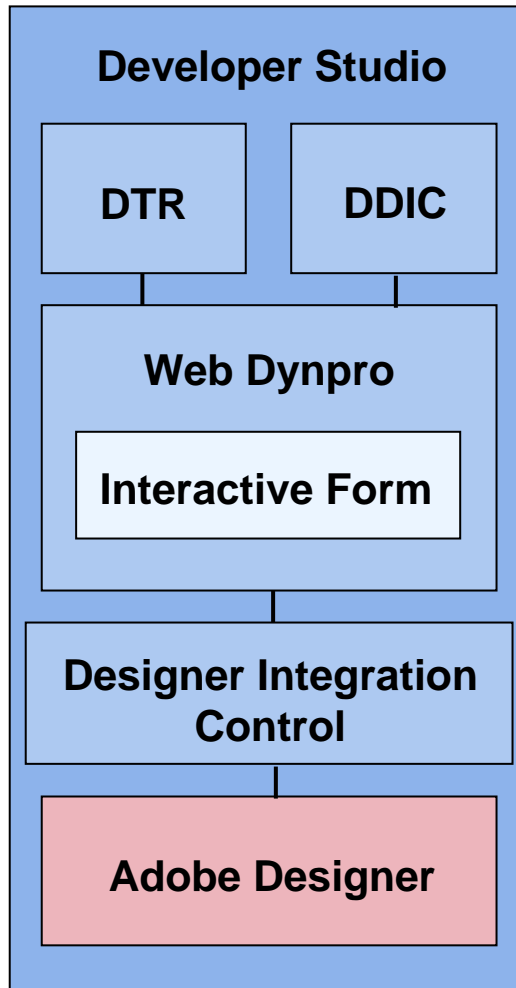 Developer Studio
DTR
DDIC
Web Dynpro
Interactive Form
Designer Integration
Control
Adobe Designer